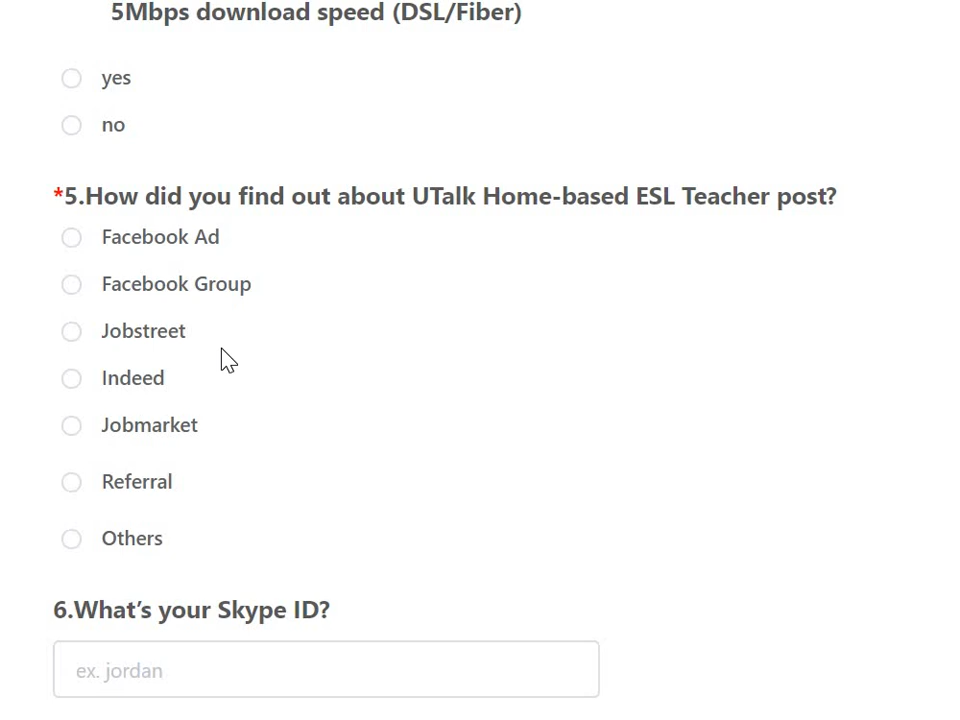 5Mbps download speed (DSL/Fiber)
yes
no
*5.How did you find out about UTalk Home-based ESL Teacher post?
Facebook Ad
Facebook Group
Jobstreet
Indeed
Jobmarket
Referral
Others
6.What’s your Skype ID?
ex. jordan